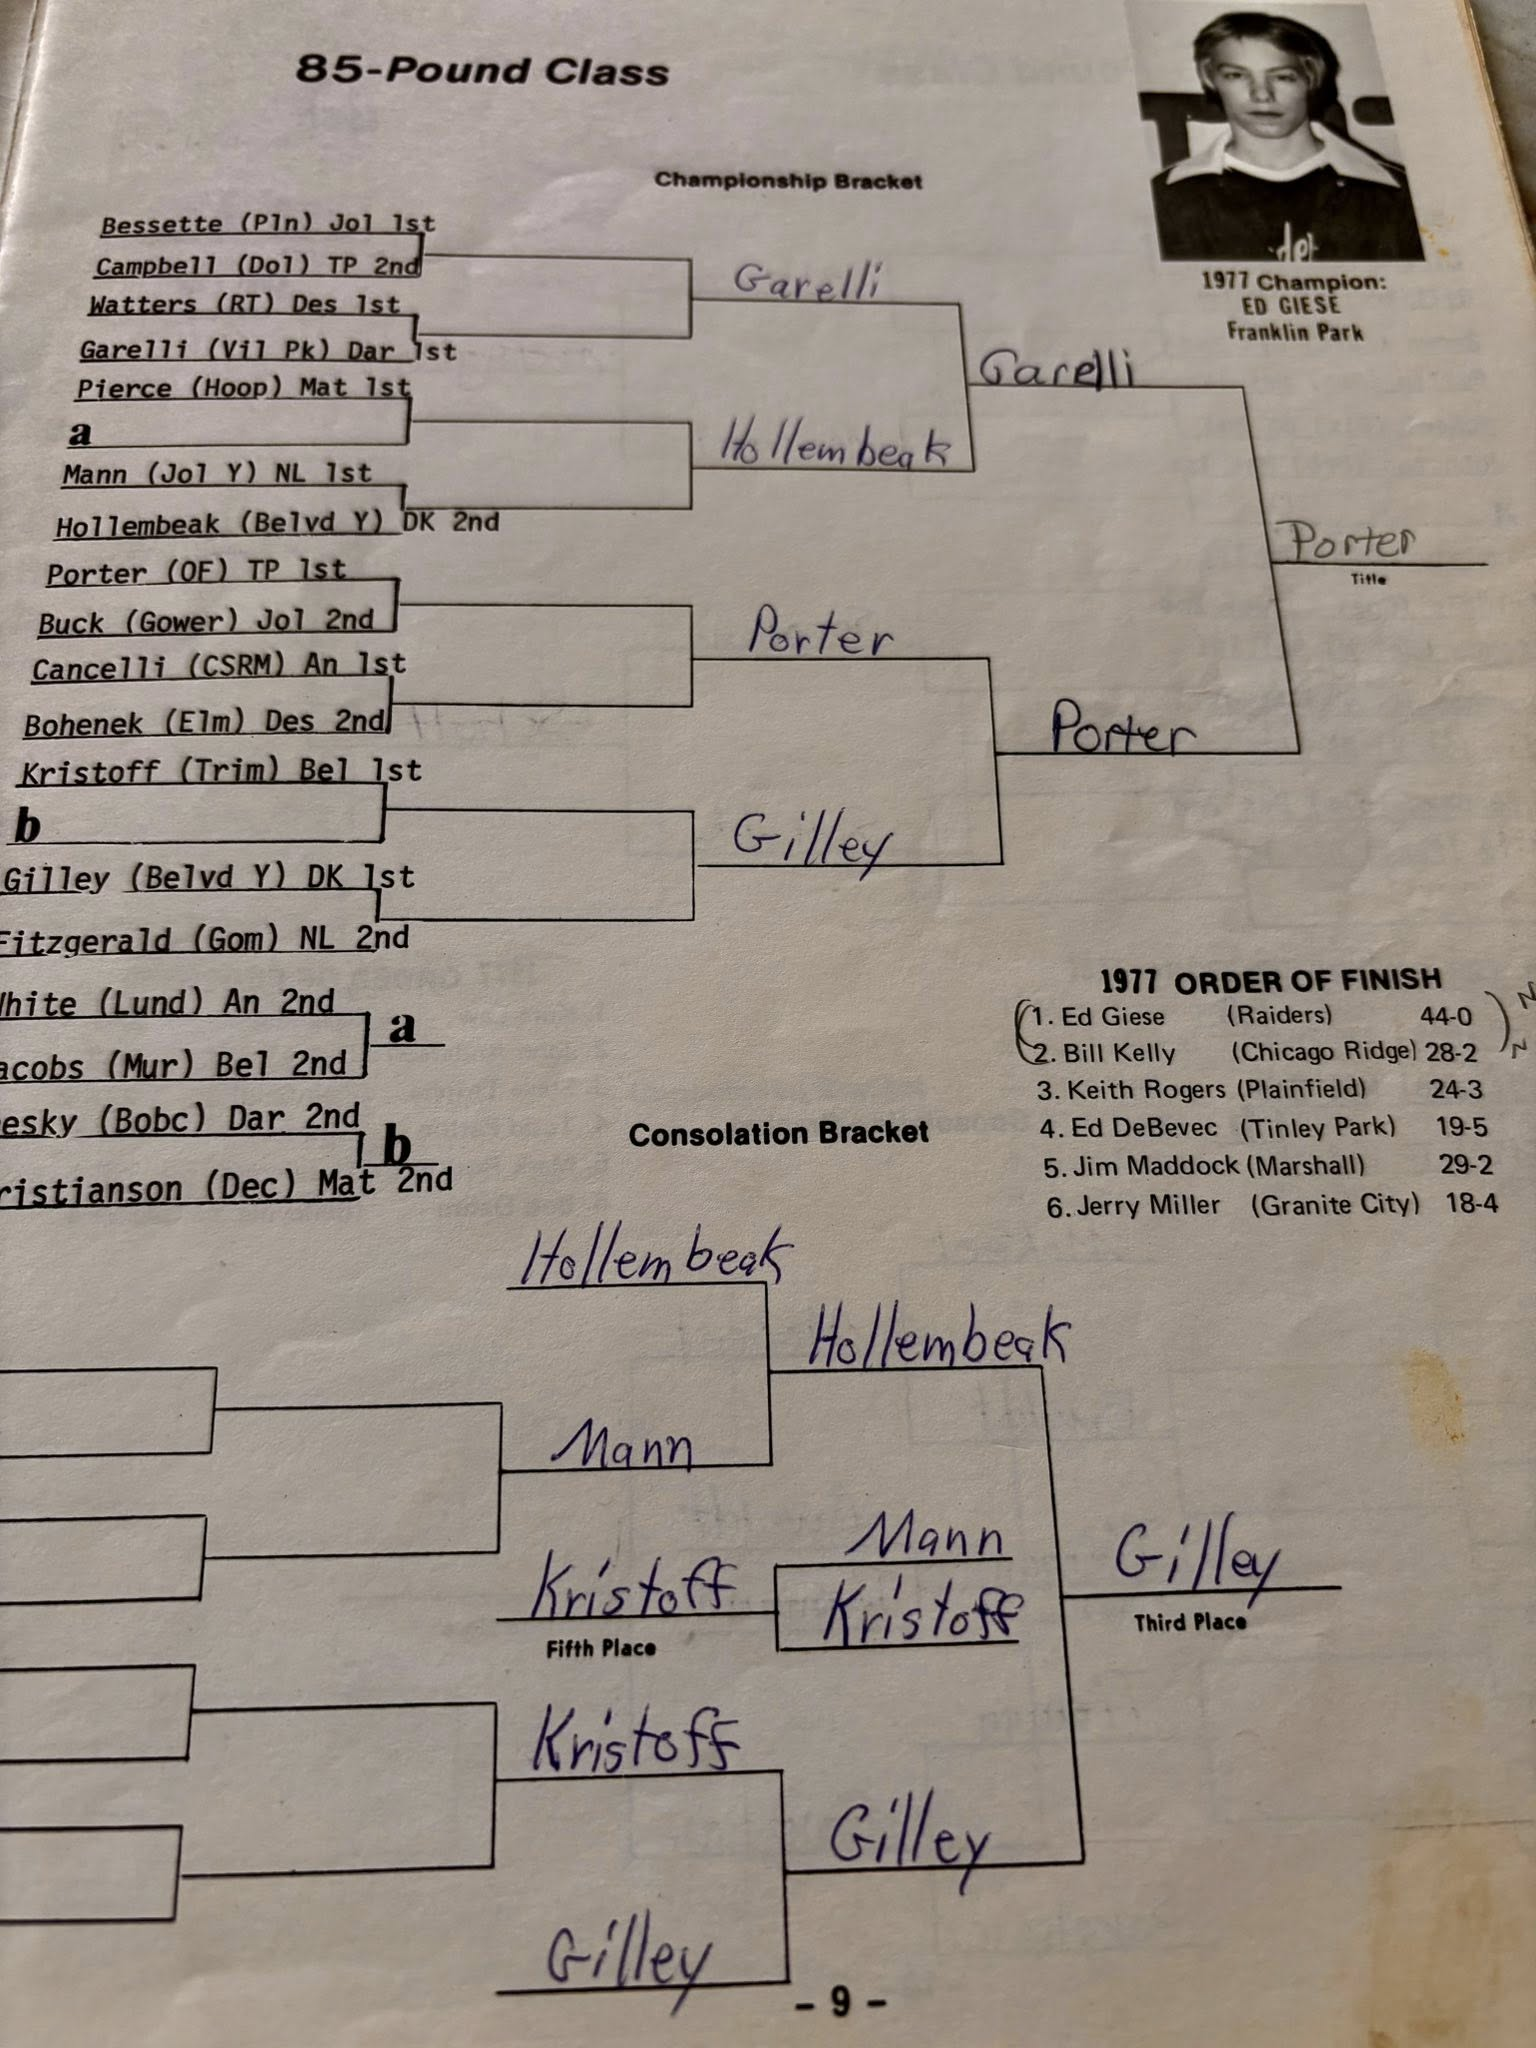 85-Pound Class
Championship Bracket
1977 Champion:
ED GIESE
Franklin Park
Bessette (Pln) Jol 1st
Campbell (Dol) TP 2nd
Watters (RT) Des 1st
Garelli (Vil Pk) Dar 1st
Pierce (Hoop) Mat 1st
a
Mann (Jol Y) NL 1st
Hollembeak (Belvd Y) DK 2nd
Porter (OF) TP 1st
Buck (Gower) Jol 2nd
Cancelli (CSRM) An 1st
Bohenek (Elm) Des 2nd
Kristoff (Trim) Bel 1st
b
Gilley (Belvd Y) DK 1st
Fitzgerald (Gom) NL 2nd
White (Lund) An 2nd
acobs (Mur) Bel 2nd
a
esky (Bobc) Dar 2nd
ristianson (Dec) Mat 2nd
b
Garelli
Hollembeak
Porter
Gilley
Garelli
Porter
Porter
Title
1977 ORDER OF FINISH
1. Ed Giese (Raiders) 44-0
2. Bill Kelly (Chicago Ridge) 28-2
3. Keith Rogers (Plainfield) 24-3
4. Ed DeBevec (Tinley Park) 19-5
5. Jim Maddock (Marshall) 29-2
6. Jerry Miller (Granite City) 18-4
Consolation Bracket
Hollembeak
Hollembeak
Mann
Mann
Kristoff
Kristoff
Fifth Place
Gilley
Third Place
Kristoff
Gilley
Gilley
- 9 -